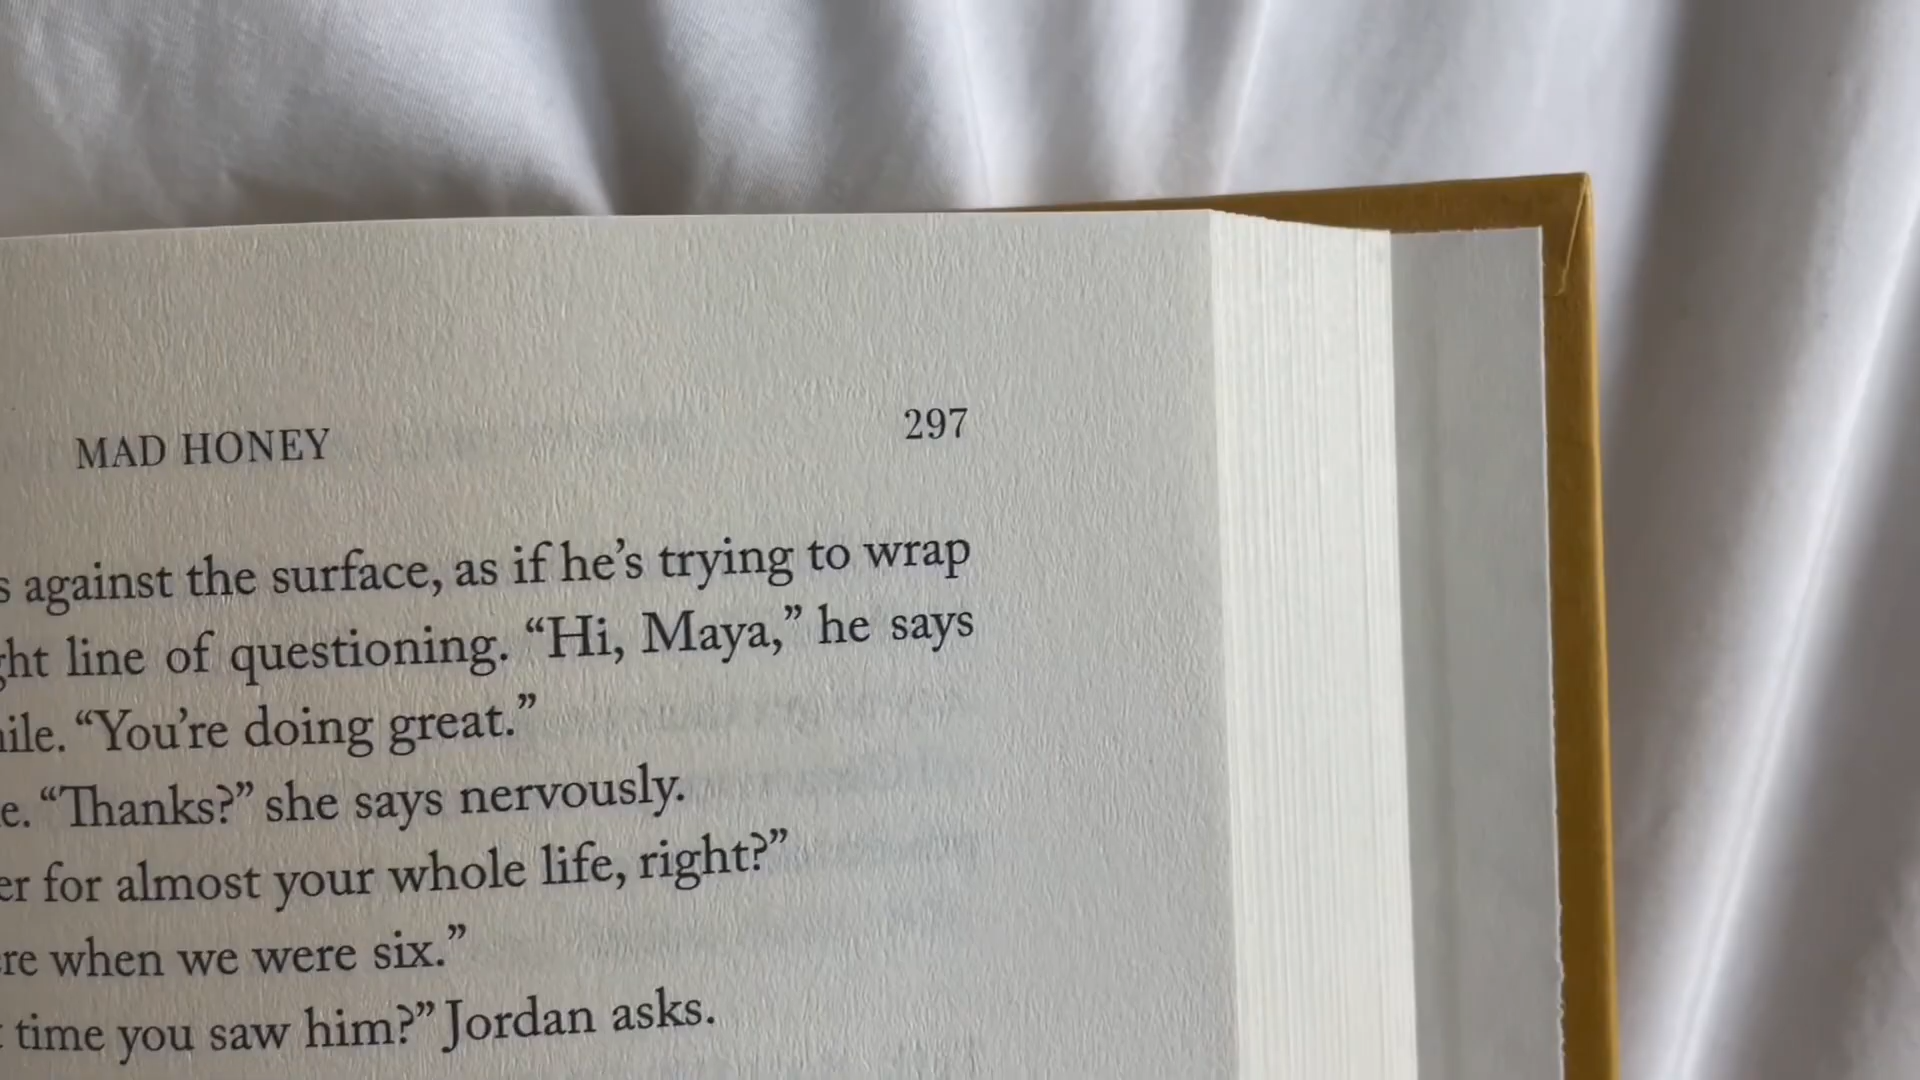 MAD HONEY 297
against the surface, as if he’s trying to wrap
line of questioning. “Hi, Maya,” he says
“You’re doing great.”
“Thanks?” she says nervously.
for almost your whole life, right?”
when we were six.”
time you saw him?” Jordan asks.